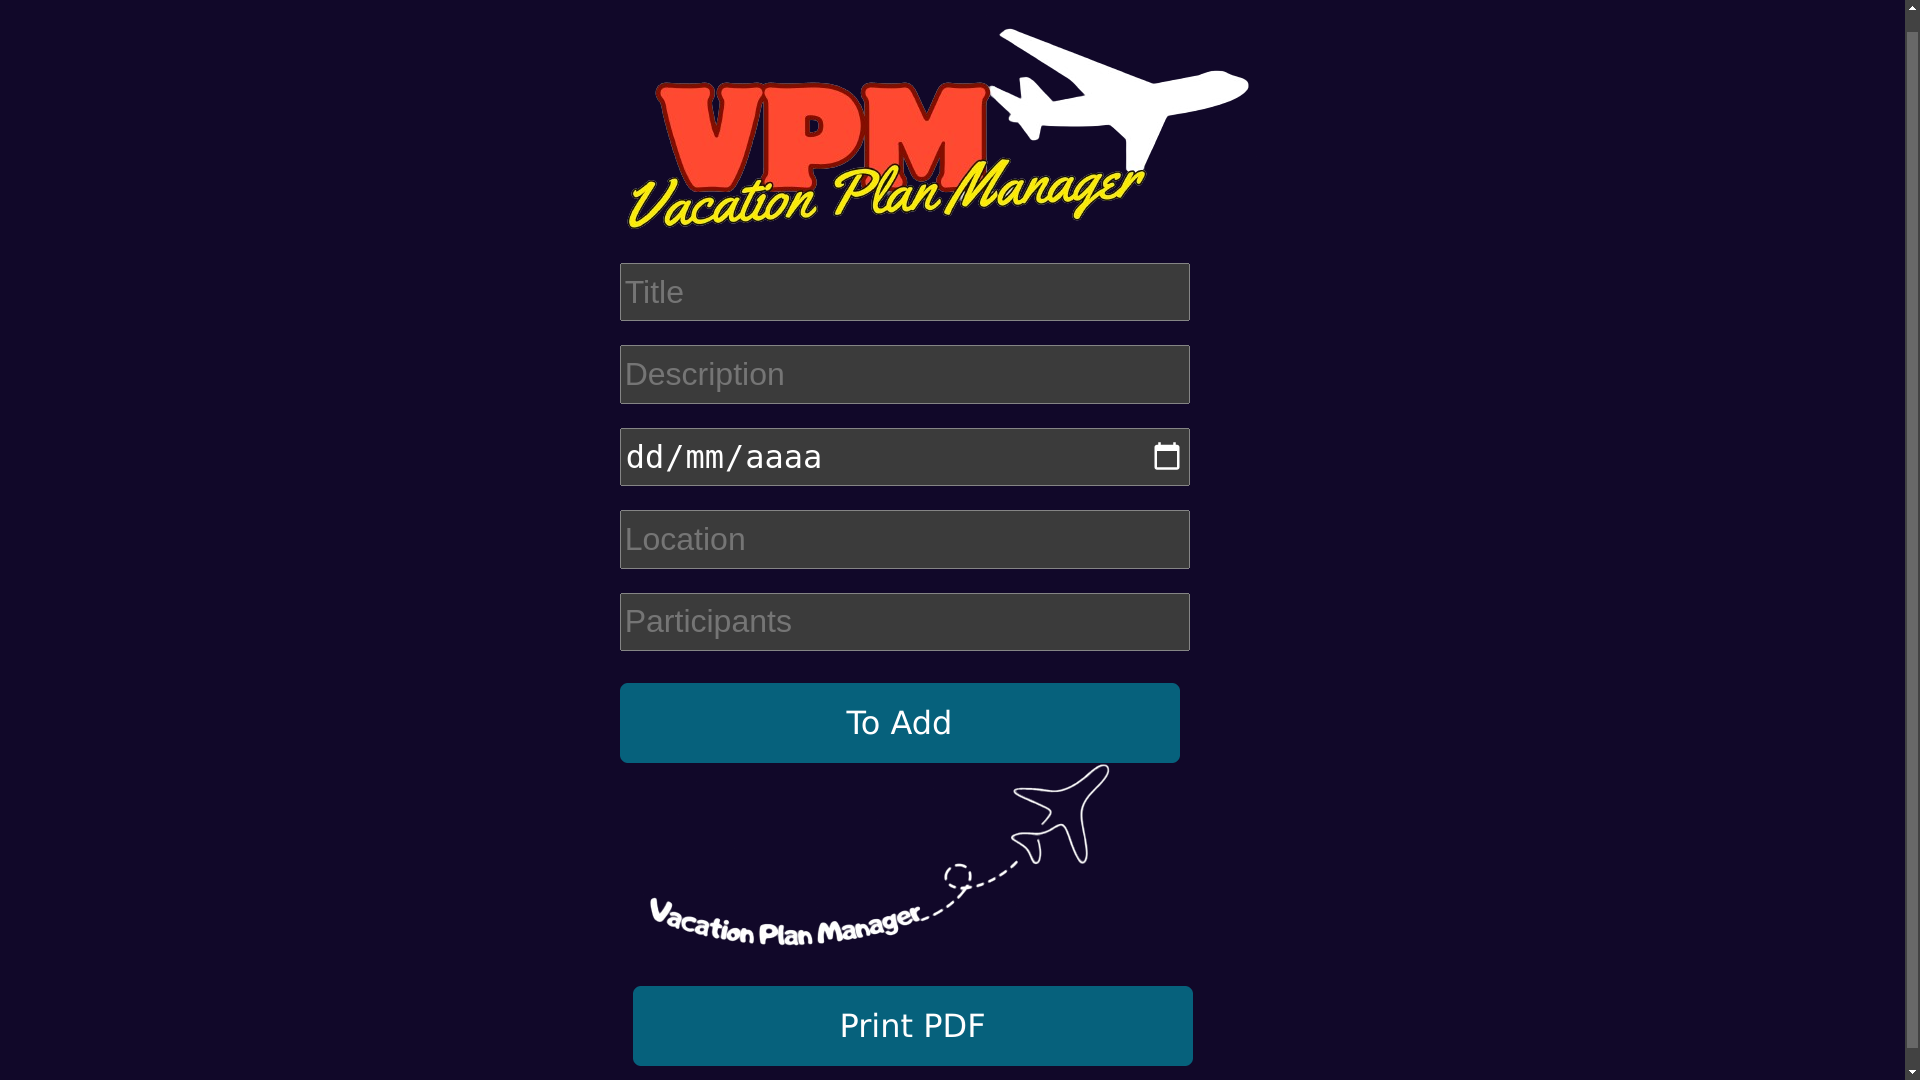 VPM
Vacation Plan Manager
Title
Description
dd/mm/aaaa
Location
Participants
To Add
Vacation Plan Manager
Print PDF